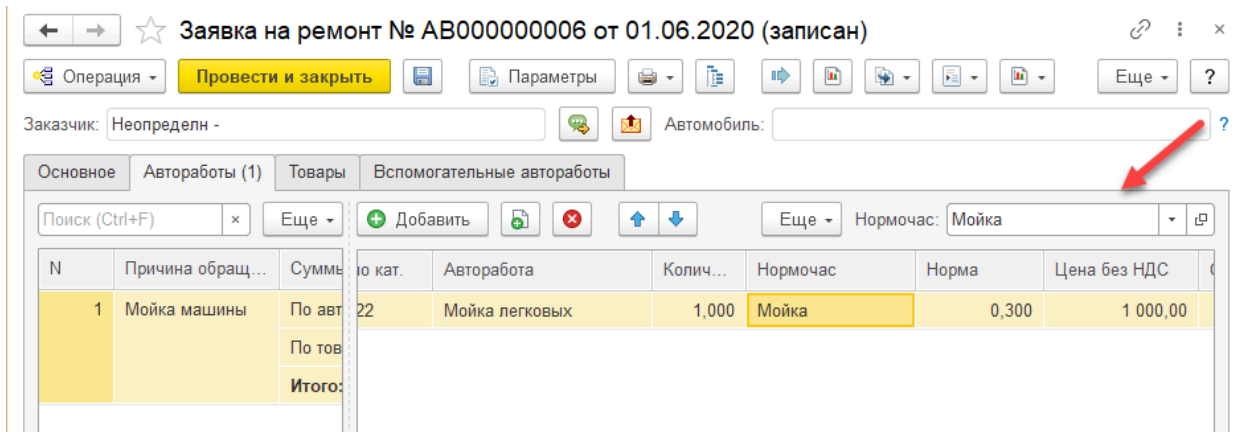 Заявка на ремонт № АВ000000006 от 01.06.2020 (записан)
Операция Провести и закрыть Параметры Еще ?
Заказчик: Неопределн - Автомобиль: ?
Основное Автоработы (1) Товары Вспомогательные автоработы
Поиск (Ctrl+F) × Еще Добавить Еще Нормочас: Мойка
N Причина обращ... Суммы по кат. Авторабота Колич... Нормочас Норма Цена без НДС
1 Мойка машины По авт 22 Мойка легковых 1,000 Мойка 0,300 1 000,00
По тов
Итого: